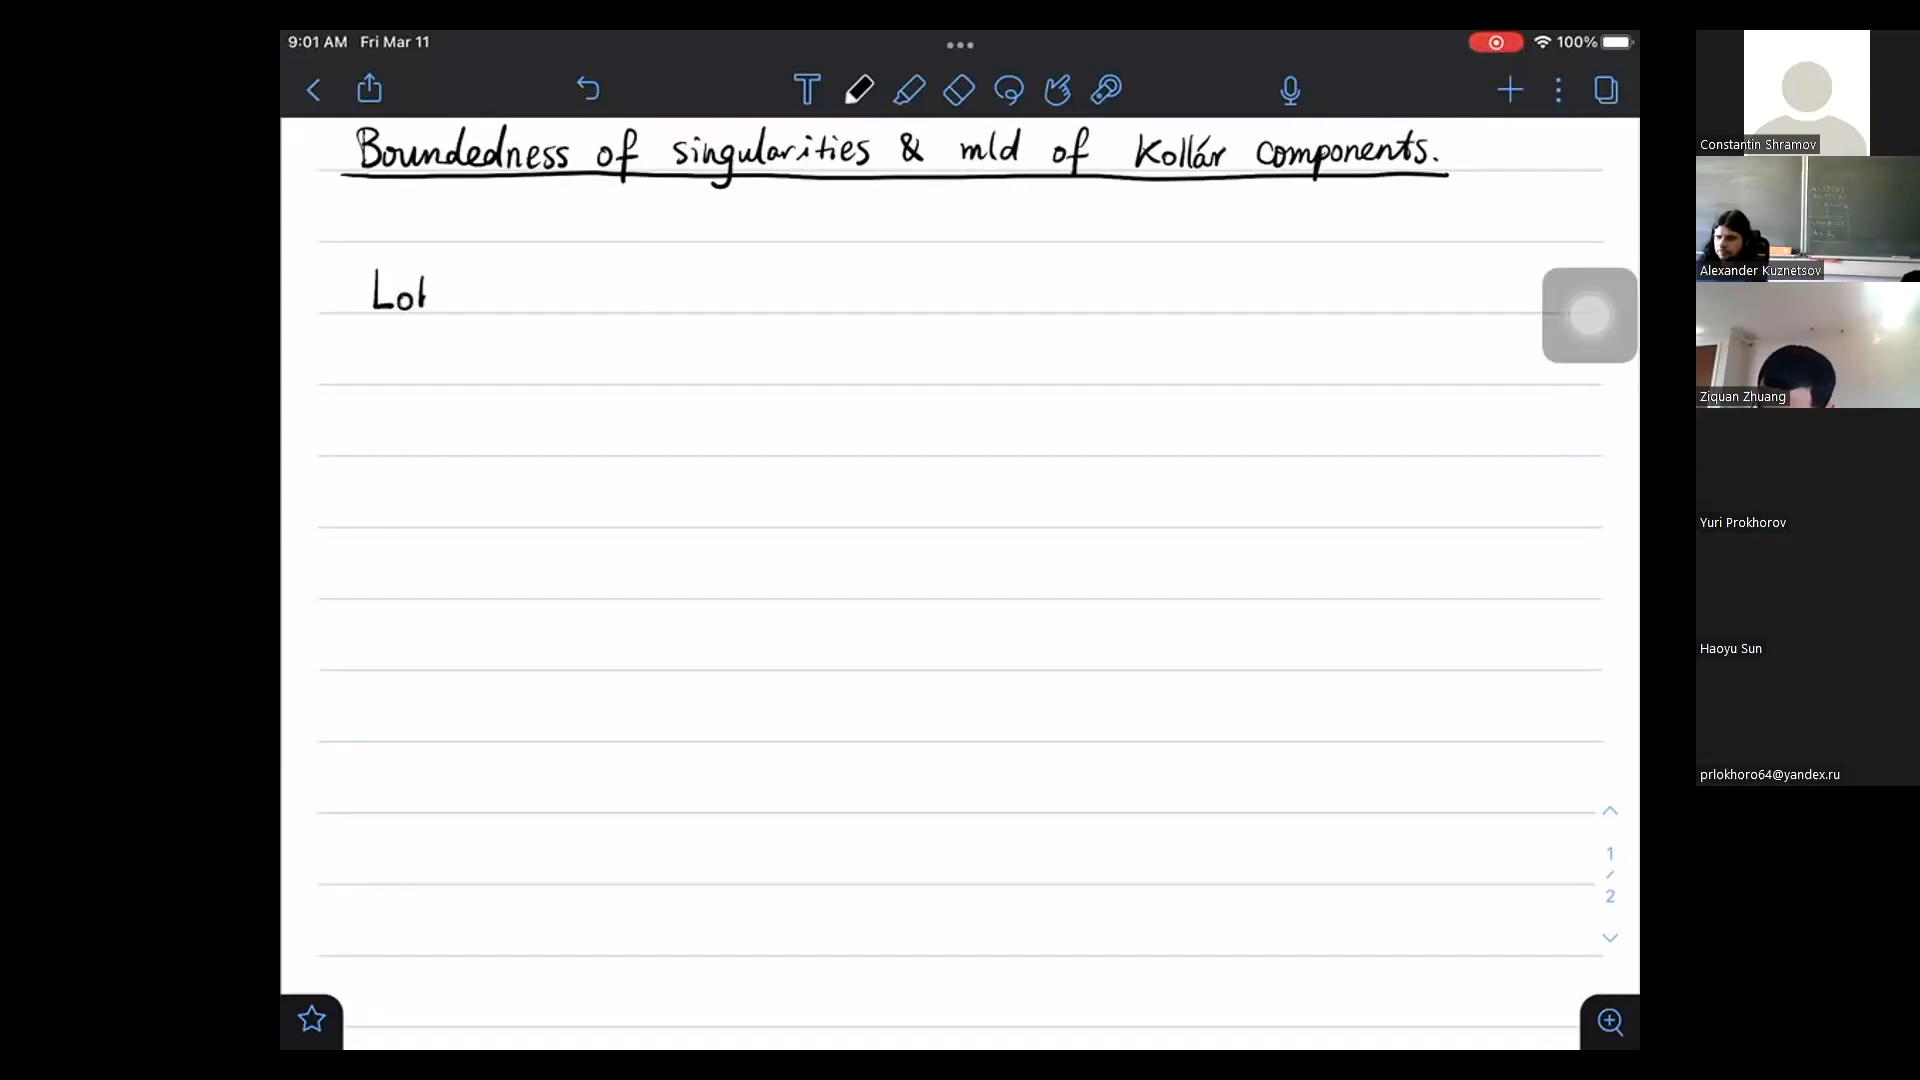 9:01 AM Fri Mar 11
100%
Boundedness of singularities & mld of Kollár components.
Lo
1
/
2
Constantin Shramov
Alexander Kuznetsov
Ziquan Zhuang
Yuri Prokhorov
Haoyu Sun
prlokhoro64@yandex.ru